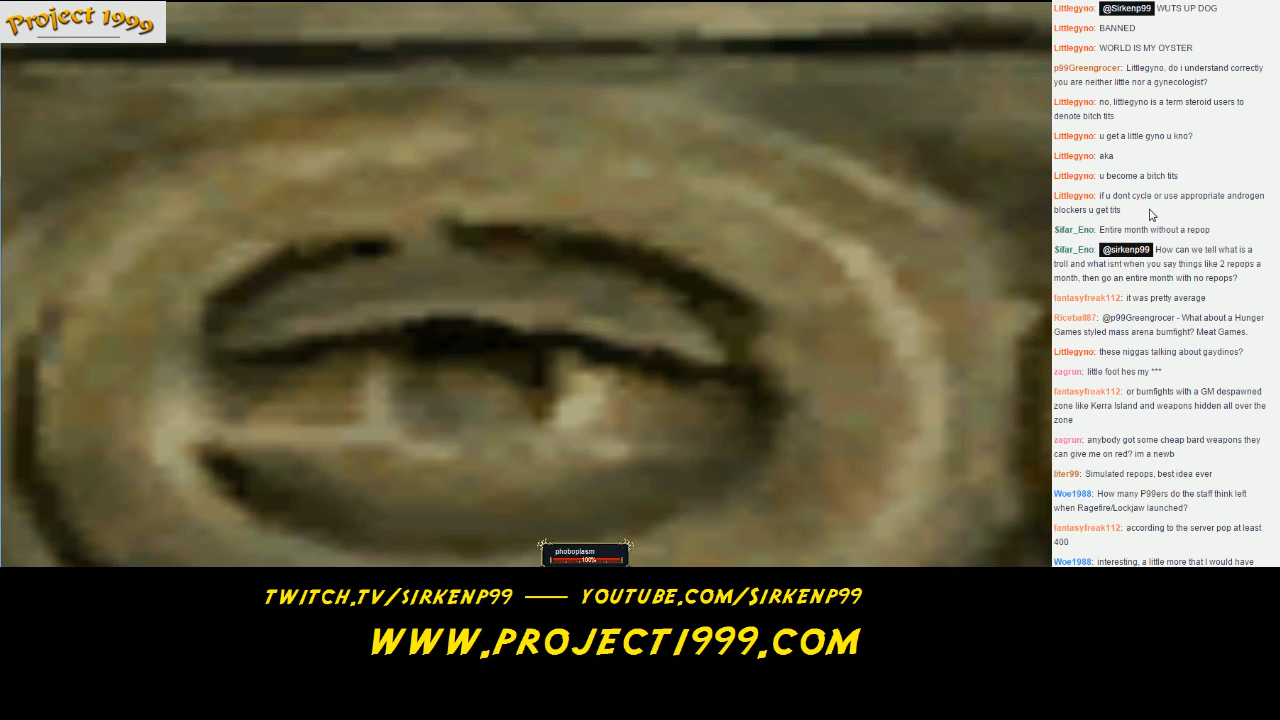 Project 1999
Littlegyno: @Sirkenp99 WUTS UP DOG
Littlegyno: BANNED
Littlegyno: WORLD IS MY OYSTER
p99Greengrocer: Littlegyno, do i understand correctly
you are neither little nor a gynecologist?
Littlegyno: no, littlegyno is a term steroid users to
denote bitch tits
Littlegyno: u get a little gyno u kno?
Littlegyno: aka
Littlegyno: u become a bitch tits
Littlegyno: if u dont cycle or use appropriate androgen
blockers u get tits
Sifar_Eno: Entire month without a repop
Sifar_Eno: @sirkenp99 How can we tell what is a
troll and what isnt when you say things like 2 repops a
month, then go an entire month with no repops?
fantasyfreak112: it was pretty average
Riceball87: @p99Greengrocer - What about a Hunger
Games styled mass arena bumfight? Meat Games.
Littlegyno: these niggas talking about gaydinos?
zagrun: little foot hes my ***
fantasyfreak112: or bumfights with a GM despawned
zone like Kerra Island and weapons hidden all over the
zone
zagrun: anybody got some cheap bard weapons they
can give me on red? im a newb
liter99: Simulated repops, best idea ever
Woe1988: How many P99ers do the staff think left
when Ragefire/Lockjaw launched?
fantasyfreak112: according to the server pop at least
400
Woe1988: interesting, a little more that I would have
phoboplasm
100%
TWITCH.TV/SIRKENP99 —— YOUTUBE.COM/SIRKENP99
WWW.PROJECT1999.COM